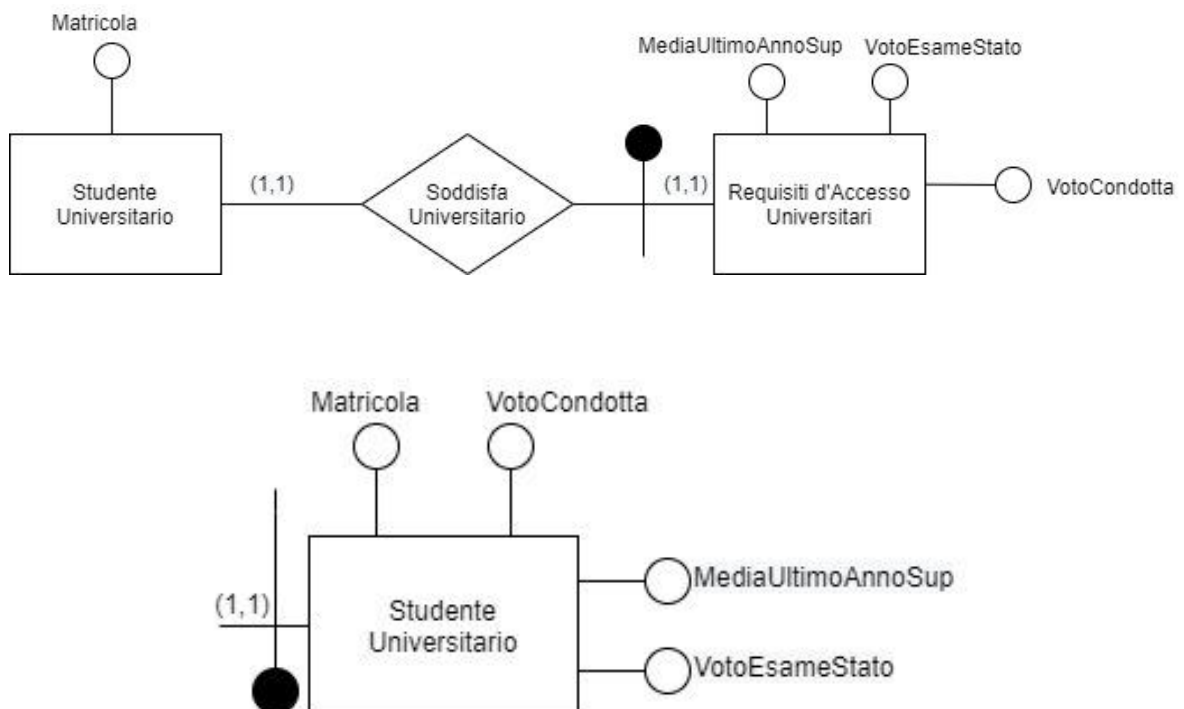 Matricola
MediaUltimoAnnoSup
VotoEsameStato
Studente
Universitario
(1,1)
Soddisfa
Universitario
(1,1)
Requisiti d'Accesso
Universitari
VotoCondotta
Matricola
VotoCondotta
MediaUltimoAnnoSup
(1,1)
Studente
Universitario
VotoEsameStato